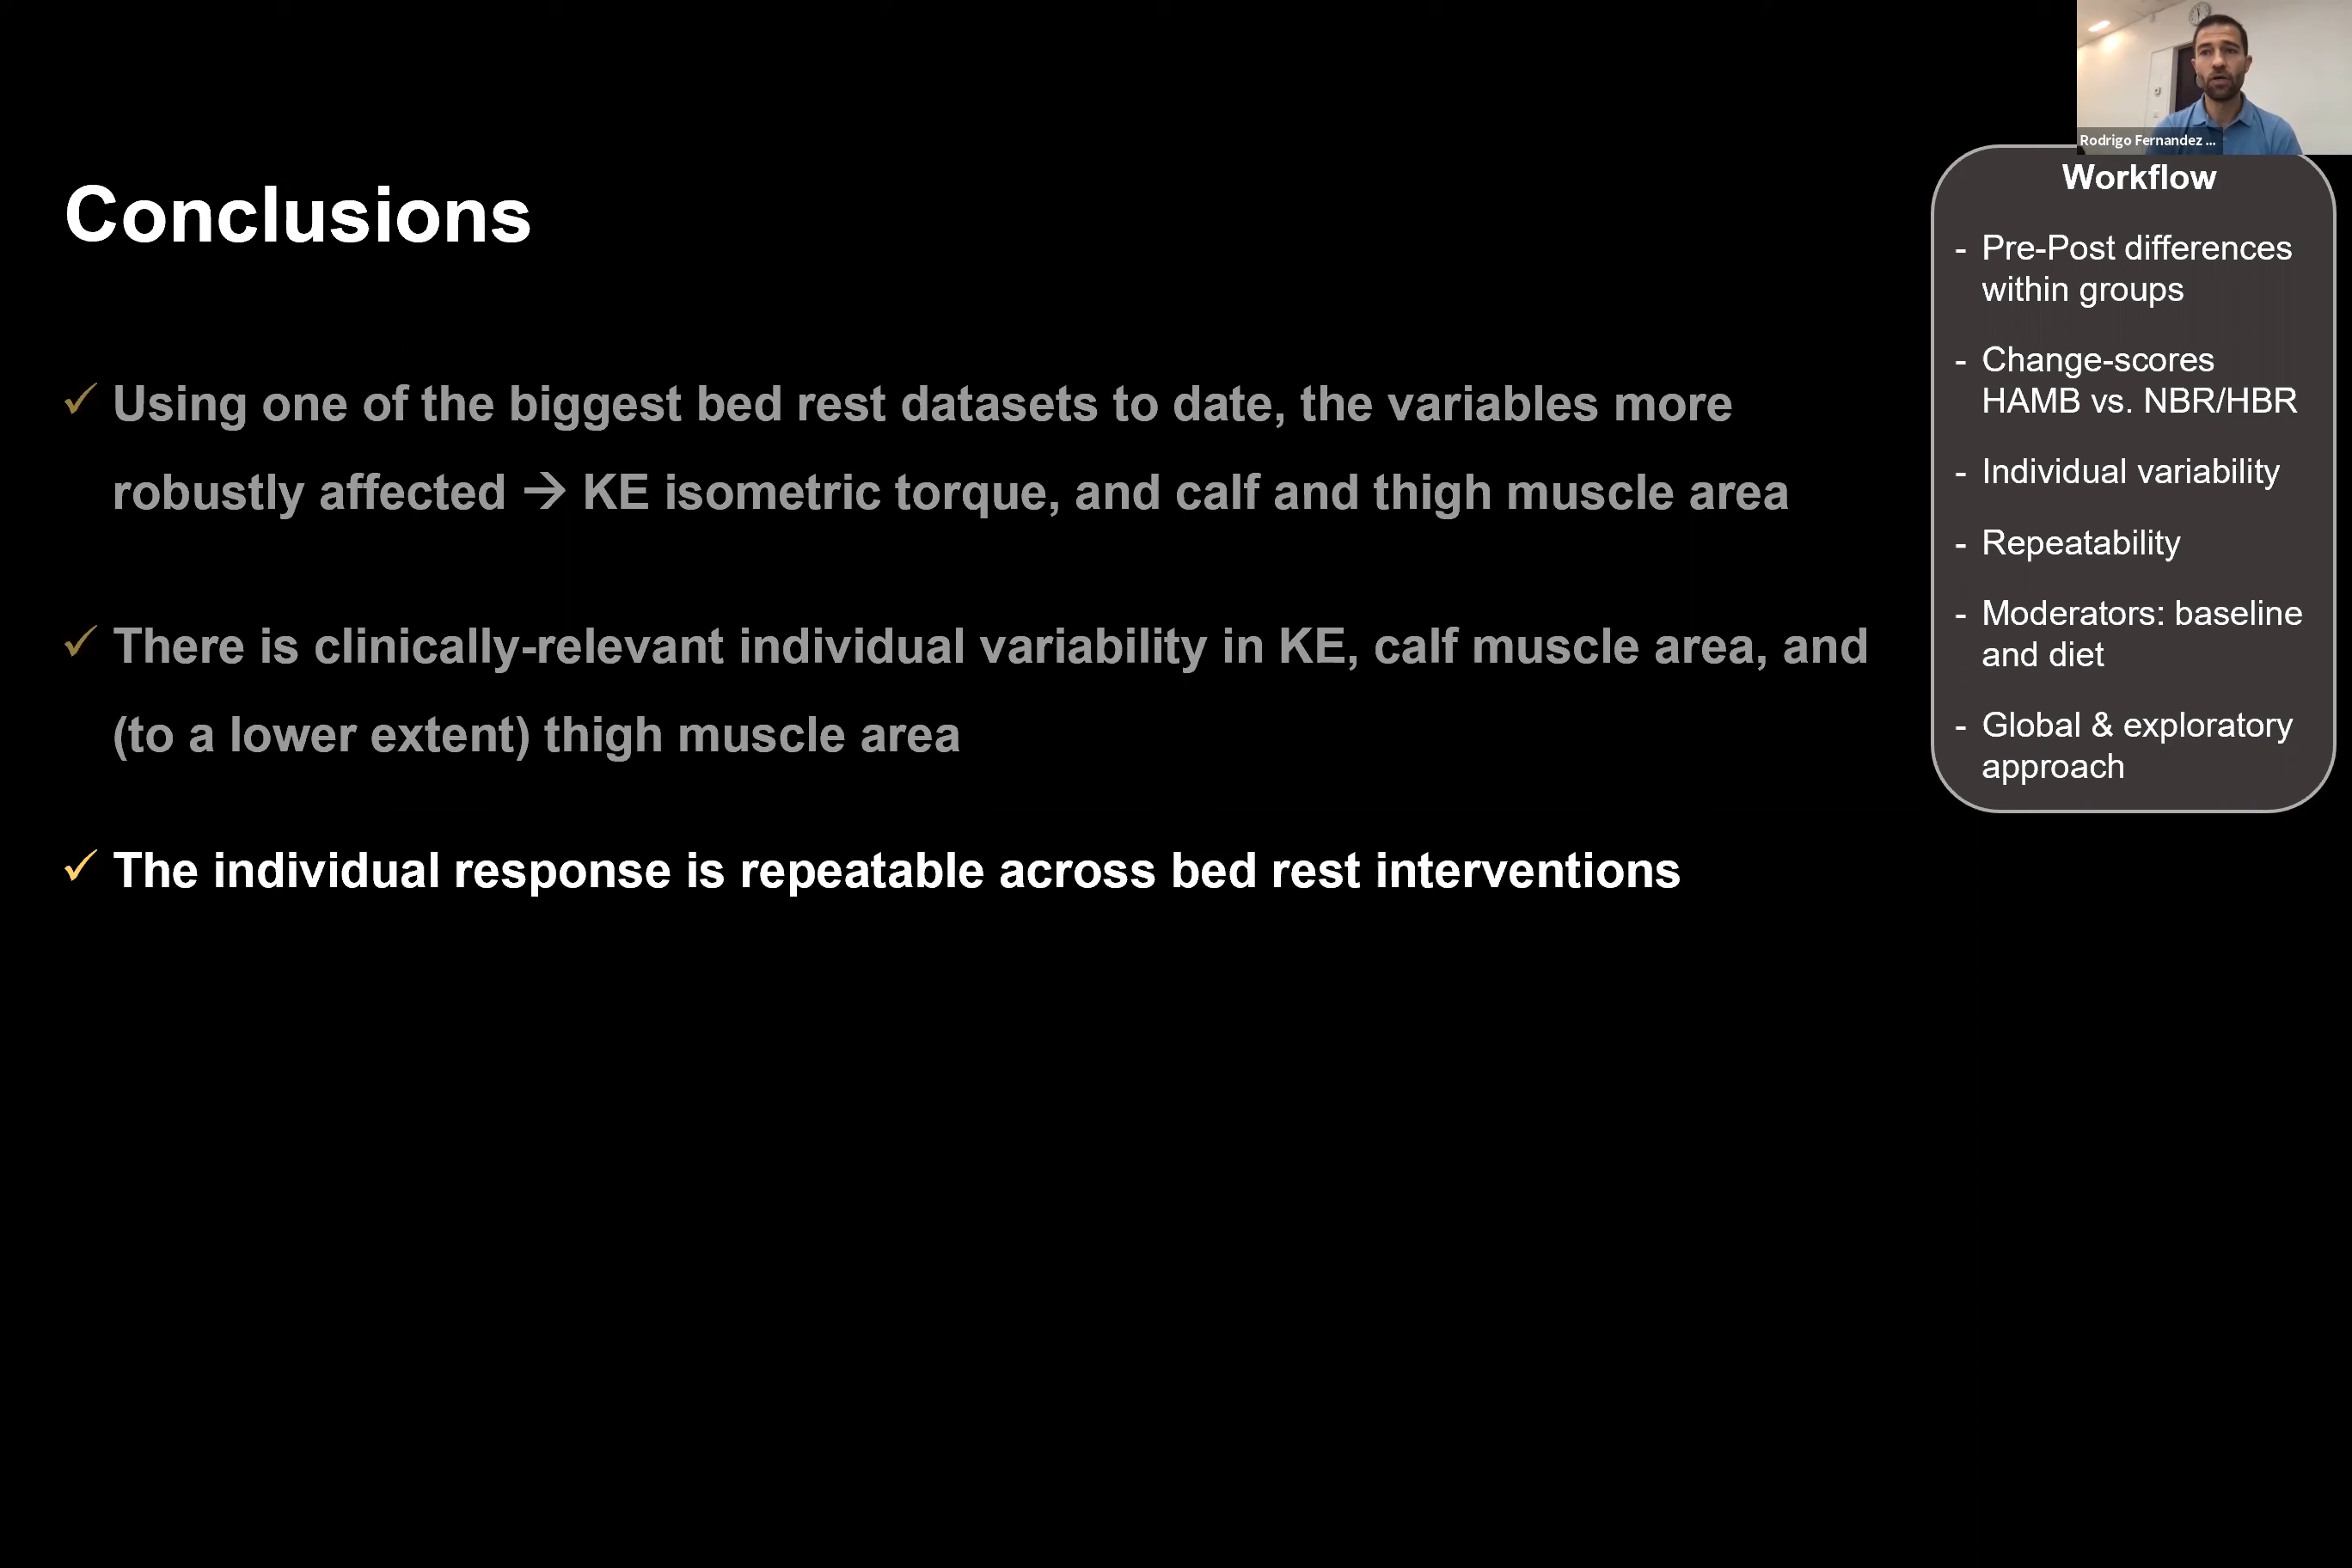 Rodrigo Fernandez ...
Conclusions
✓ Using one of the biggest bed rest datasets to date, the variables more
robustly affected → KE isometric torque, and calf and thigh muscle area
✓ There is clinically-relevant individual variability in KE, calf muscle area, and
(to a lower extent) thigh muscle area
✓ The individual response is repeatable across bed rest interventions
Workflow
- Pre-Post differences
within groups
- Change-scores
HAMB vs. NBR/HBR
- Individual variability
- Repeatability
- Moderators: baseline
and diet
- Global & exploratory
approach